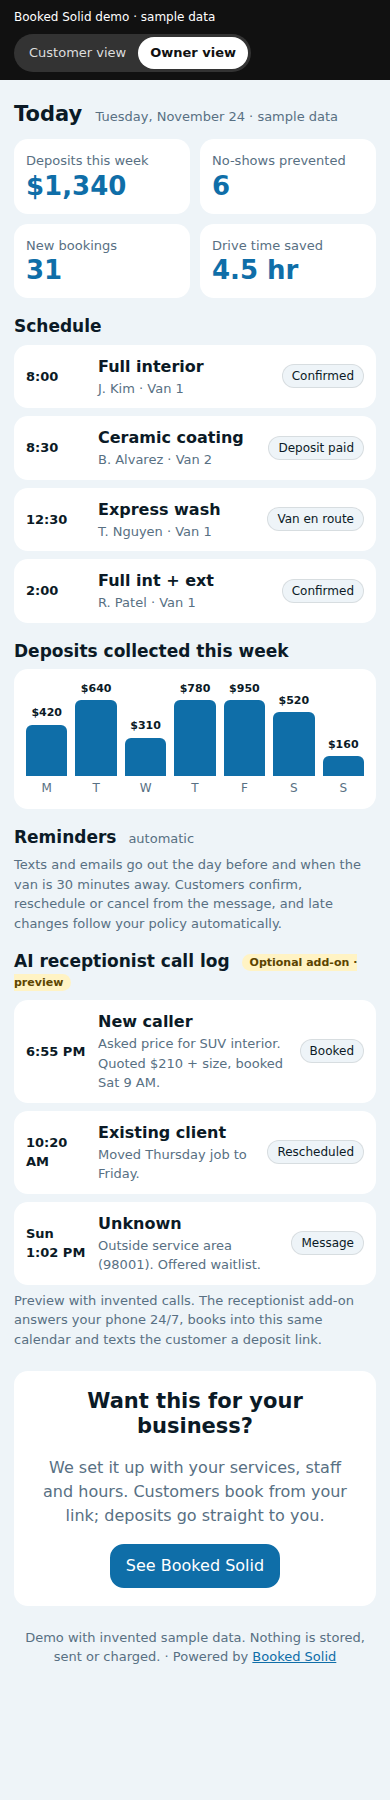 Booked Solid demo · sample data
Customer view Owner view
Today Tuesday, November 24 · sample data
Deposits this week
$1,340
No-shows prevented
6
New bookings
31
Drive time saved
4.5 hr
Schedule
8:00
Full interior
J. Kim · Van 1
Confirmed
8:30
Ceramic coating
B. Alvarez · Van 2
Deposit paid
12:30
Express wash
T. Nguyen · Van 1
Van en route
2:00
Full int + ext
R. Patel · Van 1
Confirmed
Deposits collected this week
$420 $640 $310 $780 $950 $520 $160
M T W T F S S
Reminders automatic
Texts and emails go out the day before and when the
van is 30 minutes away. Customers confirm,
reschedule or cancel from the message, and late
changes follow your policy automatically.
AI receptionist call log Optional add-on ·
preview
6:55 PM
New caller
Asked price for SUV interior.
Quoted $210 + size, booked
Sat 9 AM.
Booked
10:20
AM
Existing client
Moved Thursday job to
Friday.
Rescheduled
Sun
1:02 PM
Unknown
Outside service area
(98001). Offered waitlist.
Message
Preview with invented calls. The receptionist add-on
answers your phone 24/7, books into this same
calendar and texts the customer a deposit link.
Want this for your
business?
We set it up with your services, staff
and hours. Customers book from your
link; deposits go straight to you.
See Booked Solid
Demo with invented sample data. Nothing is stored,
sent or charged. · Powered by Booked Solid